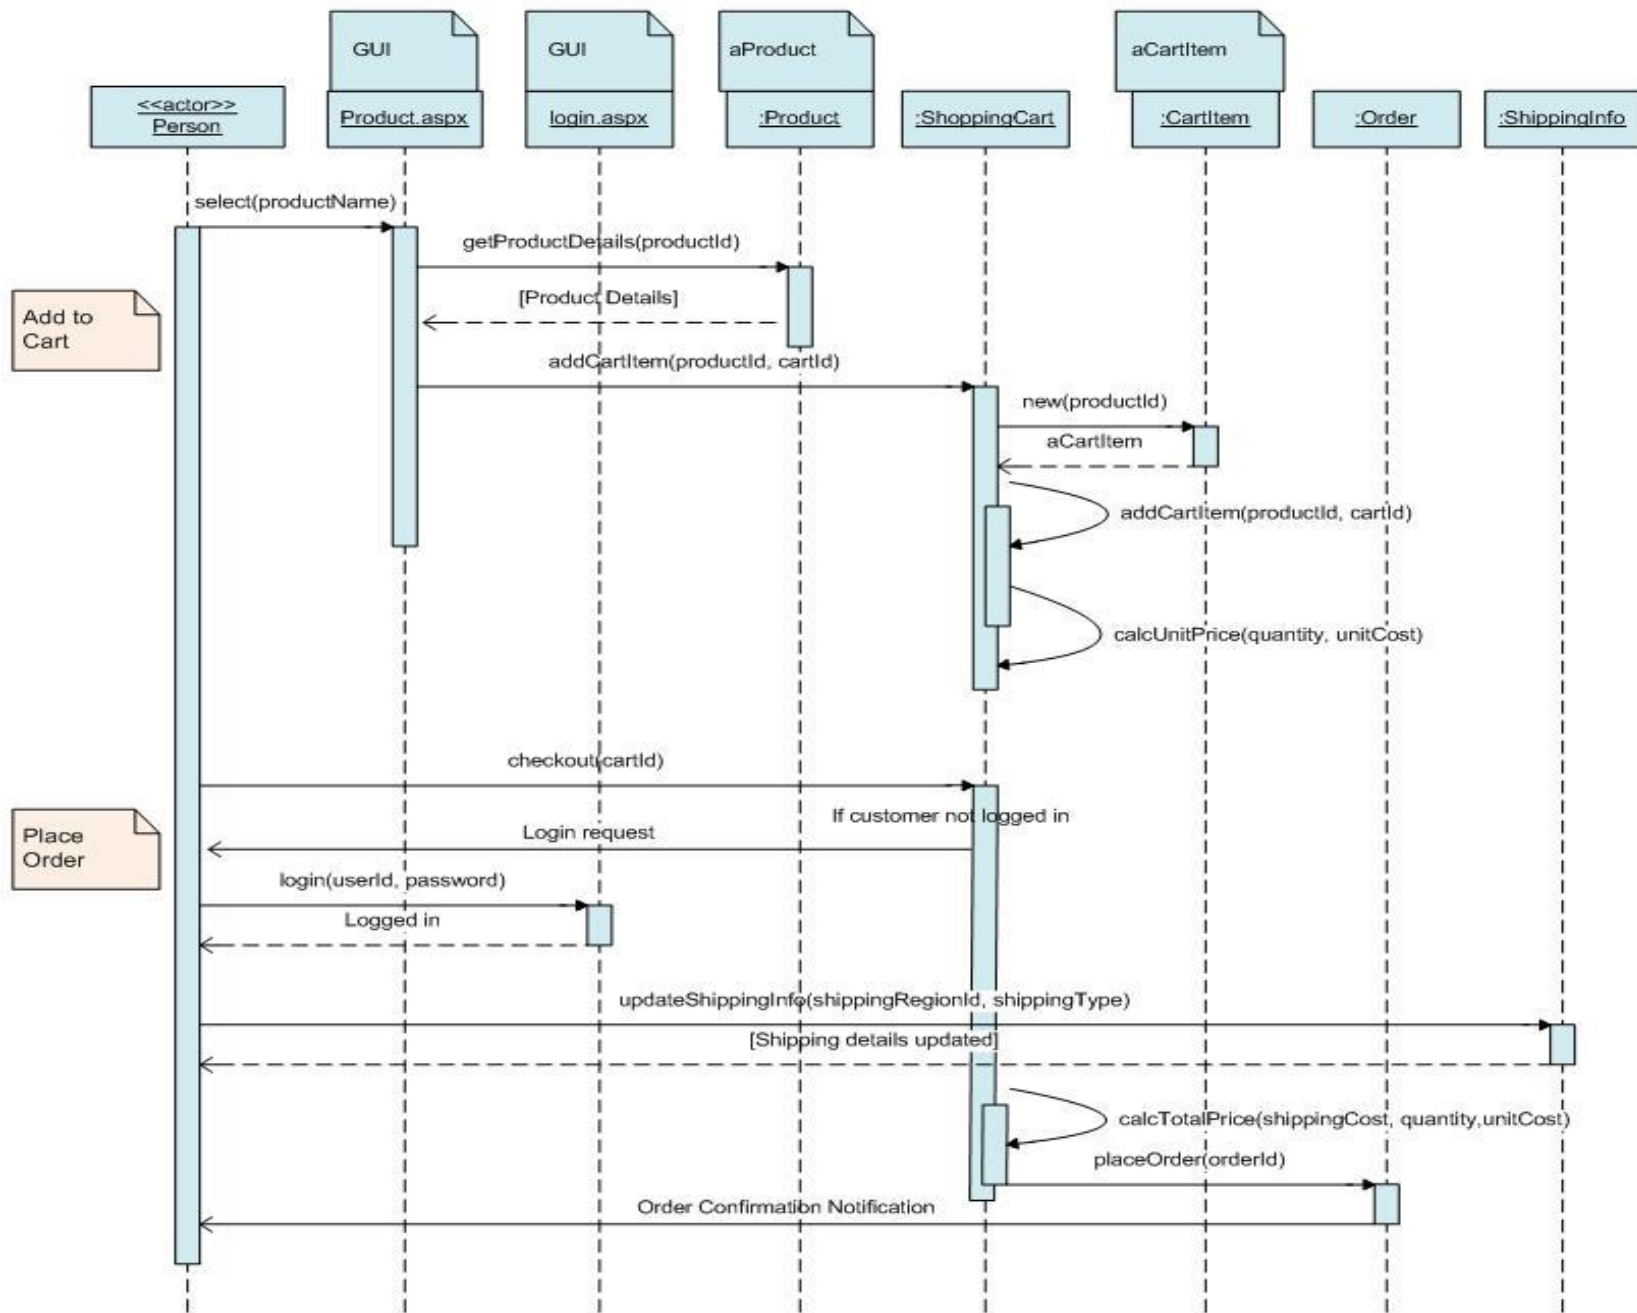 GUI
GUI
aProduct
aCartItem
<<actor>>
Person
Product.aspx
login.aspx
:Product
:ShoppingCart
:CartItem
:Order
:ShippingInfo
select(productName)
getProductDetails(productId)
[Product Details]
Add to
Cart
addCartItem(productId, cartId)
new(productId)
aCartItem
addCartItem(productId, cartId)
calcUnitPrice(quantity, unitCost)
checkout(cartId)
If customer not logged in
Place
Order
Login request
login(userId, password)
Logged in
updateShippingInfo(shippingRegionId, shippingType)
[Shipping details updated]
calcTotalPrice(shippingCost, quantity,unitCost)
placeOrder(orderId)
Order Confirmation Notification